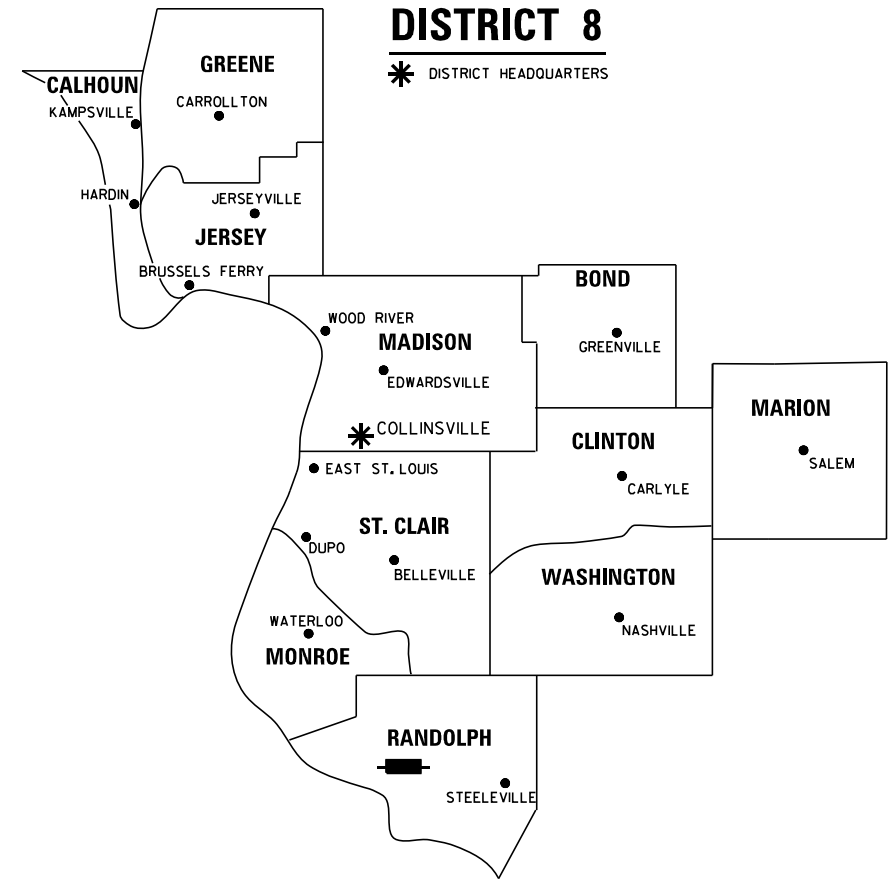 DISTRICT 8
DISTRICT HEADQUARTERS
GREENE
CALHOUN
CARROLLTON
KAMPSVILLE
HARDIN
JERSEYVILLE
JERSEY
BRUSSELS FERRY
BOND
WOOD RIVER
MADISON
GREENVILLE
EDWARDSVILLE
MARION
COLLINSVILLE
CLINTON
SALEM
EAST ST. LOUIS
CARLYLE
ST. CLAIR
DUPO
BELLEVILLE
WASHINGTON
WATERLOO
NASHVILLE
MONROE
RANDOLPH
STEELEVILLE